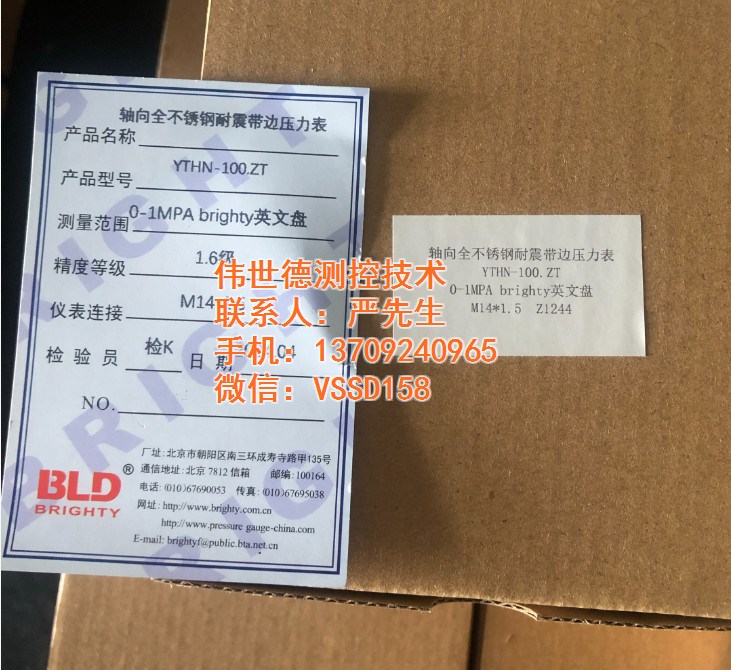 轴向全不锈钢耐震带边压力表
产品名称
YTHN-100.ZT
产品型号
0-1MPA brighty英文盘
测量范围
1.6级
精度等级
M14
仪表连接
检验员 检K 日期 04
NO.
BLD®
BRIGHTY
厂址:北京市朝阳区南三环成寿寺路甲135号
通信地址:北京 7812 信箱 邮编:100164
电话:(010)67690053 传真:(010)67695038
网址:http://www.brighty.com.cn
http://www.pressure gauge-china.com
E-mail: brightyf@public.bta.net.cn
轴向全不锈钢耐震带边压力表
YTHN-100.ZT
0-1MPA brighty英文盘
M14*1.5 Z1244
伟世德测控技术
联系人：严先生
手机：13709240965
微信：VSSD158